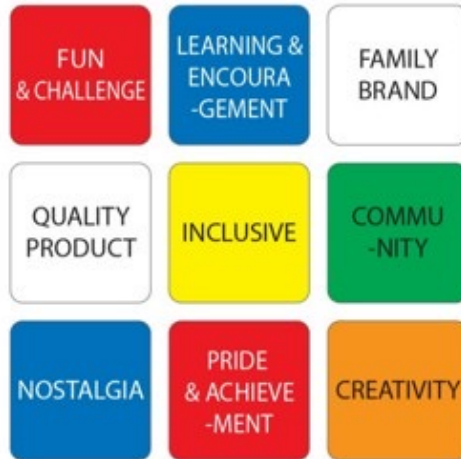 FUN
& CHALLENGE
LEARNING &
ENCOURA
-GEMENT
FAMILY
BRAND
QUALITY
PRODUCT
INCLUSIVE
COMMU
-NITY
NOSTALGIA
PRIDE
& ACHIEVE
-MENT
CREATIVITY